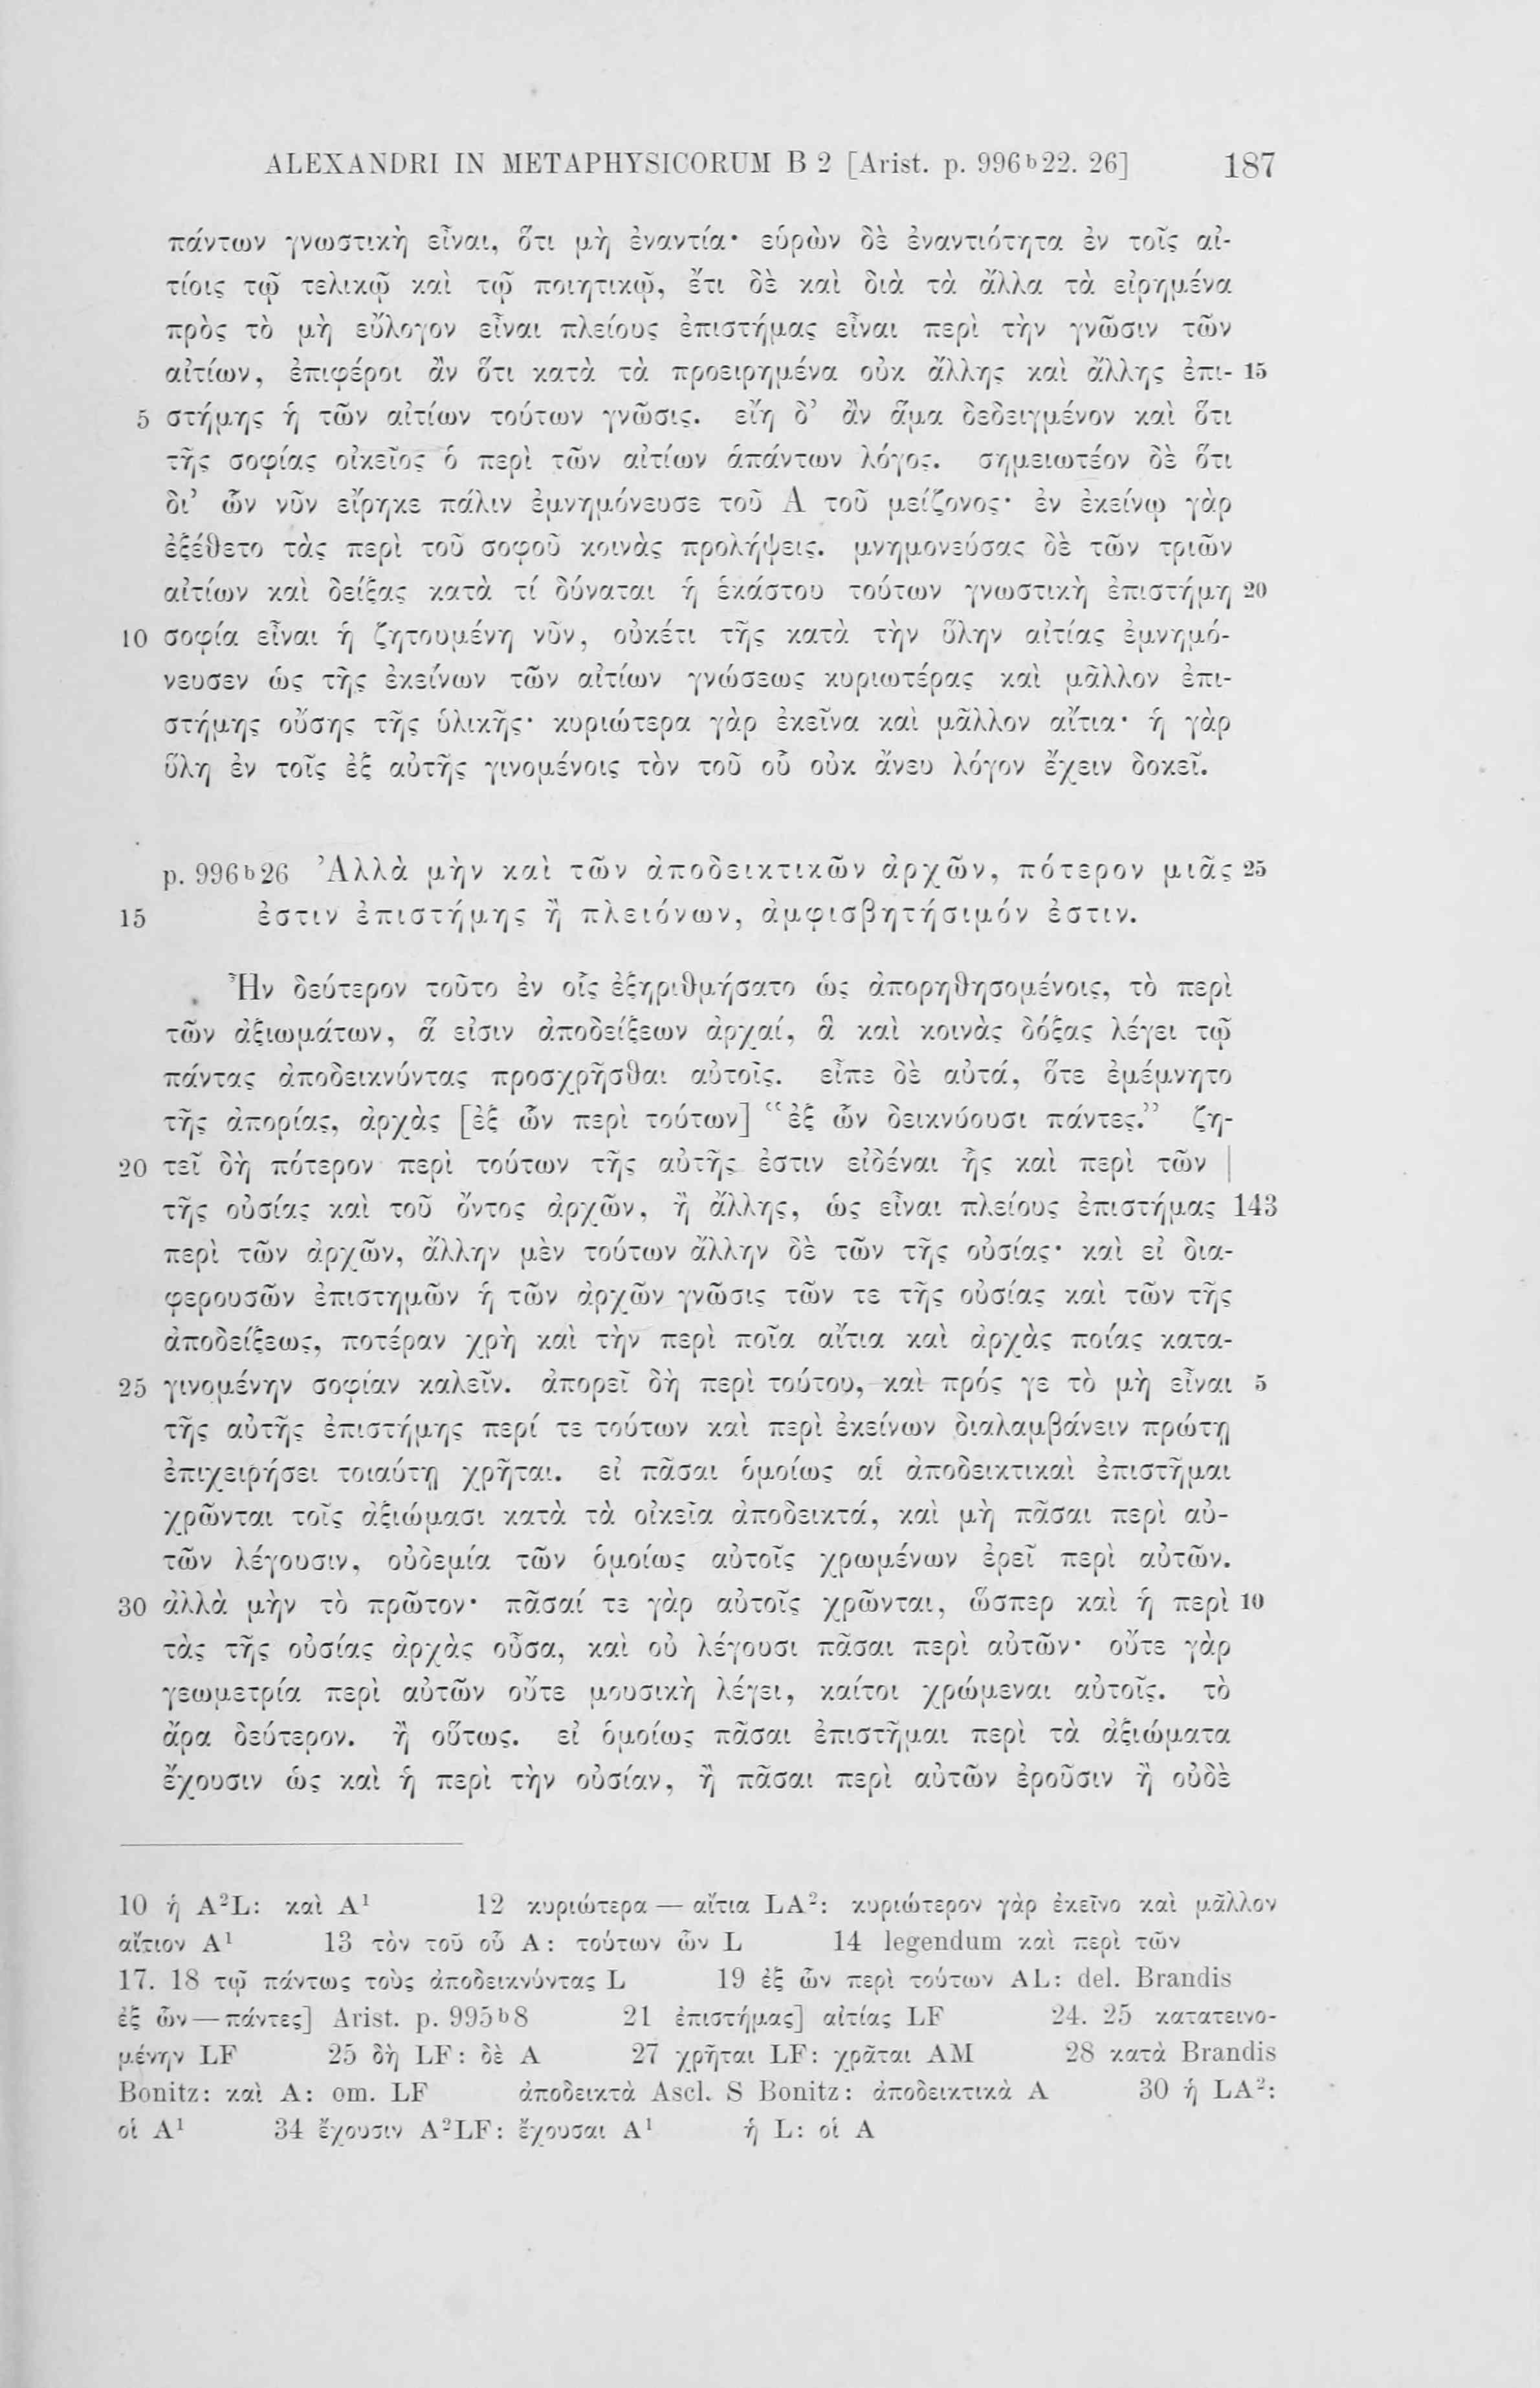 ALEXANDRI IN METAPHYSICORUM B 2 [Arist. p. 996ᵇ22. 26] 187
πάντων γνωστικὴ εἶναι, ὅτι μὴ ἐναντία· εὑρὼν δὲ ἐναντιότητα ἐν τοῖς αἰ-
τίοις τῷ τελικῷ καὶ τῷ ποιητικῷ, ἔτι δὲ καὶ διὰ τὰ ἄλλα τὰ εἰρημένα
πρὸς τὸ μὴ εὔλογον εἶναι πλείους ἐπιστήμας εἶναι περὶ τὴν γνῶσιν τῶν
αἰτίων, ἐπιφέροι ἂν ὅτι κατὰ τὰ προειρημένα οὐκ ἄλλης καὶ ἄλλης ἐπι- 15
5 στήμης ἡ τῶν αἰτίων τούτων γνῶσις. εἴη δ’ ἂν ἅμα δεδειγμένον καὶ ὅτι
τῆς σοφίας οἰκεῖος ὁ περὶ τῶν αἰτίων ἁπάντων λόγος. σημειωτέον δὲ ὅτι
δι’ ὧν νῦν εἴρηκε πάλιν ἐμνημόνευσε τοῦ Α τοῦ μείζονος· ἐν ἐκείνῳ γὰρ
ἐξέθετο τὰς περὶ τοῦ σοφοῦ κοινὰς προλήψεις. μνημονεύσας δὲ τῶν τριῶν
αἰτίων καὶ δείξας κατὰ τί δύναται ἡ ἑκάστου τούτων γνωστικὴ ἐπιστήμη 20
10 σοφία εἶναι ἡ ζητουμένη νῦν, οὐκέτι τῆς κατὰ τὴν ὕλην αἰτίας ἐμνημό-
νευσεν ὡς τῆς ἐκείνων τῶν αἰτίων γνώσεως κυριωτέρας καὶ μᾶλλον ἐπι-
στήμης οὔσης τῆς ὑλικῆς· κυριώτερα γὰρ ἐκεῖνα καὶ μᾶλλον αἴτια· ἡ γὰρ
ὕλη ἐν τοῖς ἐξ αὐτῆς γινομένοις τὸν τοῦ οὗ οὐκ ἄνευ λόγον ἔχειν δοκεῖ.
p. 996ᵇ26 Ἀλλὰ μὴν καὶ τῶν ἀποδεικτικῶν ἀρχῶν, πότερον μιᾶς 25
15 ἐστιν ἐπιστήμης ἢ πλειόνων, ἀμφισβητήσιμόν ἐστιν.
Ἦν δεύτερον τοῦτο ἐν οἷς ἐξηριθμήσατο ὡς ἀπορηθησομένοις, τὸ περὶ
τῶν ἀξιωμάτων, ἅ εἰσιν ἀποδείξεων ἀρχαί, ἃ καὶ κοινὰς δόξας λέγει τῷ
πάντας ἀποδεικνύντας προσχρῆσθαι αὐτοῖς. εἶπε δὲ αὐτά, ὅτε ἐμέμνητο
τῆς ἀπορίας, ἀρχὰς [ἐξ ὧν περὶ τούτων] “ἐξ ὧν δεικνύουσι πάντες.” ζη-
20 τεῖ δὴ πότερον περὶ τούτων τῆς αὐτῆς ἐστιν εἰδέναι ἧς καὶ περὶ τῶν |
τῆς οὐσίας καὶ τοῦ ὄντος ἀρχῶν, ἢ ἄλλης, ὡς εἶναι πλείους ἐπιστήμας 143
περὶ τῶν ἀρχῶν, ἄλλην μὲν τούτων ἄλλην δὲ τῶν τῆς οὐσίας· καὶ εἰ δια-
φερουσῶν ἐπιστημῶν ἡ τῶν ἀρχῶν γνῶσις τῶν τε τῆς οὐσίας καὶ τῶν τῆς
ἀποδείξεως, ποτέραν χρὴ καὶ τὴν περὶ ποῖα αἴτια καὶ ἀρχὰς ποίας κατα-
25 γινομένην σοφίαν καλεῖν. ἀπορεῖ δὴ περὶ τούτου, καὶ πρός γε τὸ μὴ εἶναι 5
τῆς αὐτῆς ἐπιστήμης περί τε τούτων καὶ περὶ ἐκείνων διαλαμβάνειν πρώτῃ
ἐπιχειρήσει τοιαύτῃ χρῆται. εἰ πᾶσαι ὁμοίως αἱ ἀποδεικτικαὶ ἐπιστῆμαι
χρῶνται τοῖς ἀξιώμασι κατὰ τὰ οἰκεῖα ἀποδεικτά, καὶ μὴ πᾶσαι περὶ αὐ-
τῶν λέγουσιν, οὐδεμία τῶν ὁμοίως αὐτοῖς χρωμένων ἐρεῖ περὶ αὐτῶν.
30 ἀλλὰ μὴν τὸ πρῶτον· πᾶσαί τε γὰρ αὐτοῖς χρῶνται, ὥσπερ καὶ ἡ περὶ 10
τὰς τῆς οὐσίας ἀρχὰς οὖσα, καὶ οὐ λέγουσι πᾶσαι περὶ αὐτῶν· οὔτε γὰρ
γεωμετρία περὶ αὐτῶν οὔτε μουσικὴ λέγει, καίτοι χρώμεναι αὐτοῖς. τὸ
ἄρα δεύτερον. ἢ οὕτως. εἰ ὁμοίως πᾶσαι ἐπιστῆμαι περὶ τὰ ἀξιώματα
ἔχουσιν ὡς καὶ ἡ περὶ τὴν οὐσίαν, ἢ πᾶσαι περὶ αὐτῶν ἐροῦσιν ἢ οὐδὲ
10 ἡ A²L: καὶ A¹ 12 κυριώτερα — αἴτια LA²: κυριώτερον γὰρ ἐκεῖνο καὶ μᾶλλον
αἴτιον A¹ 13 τὸν τοῦ οὗ A: τούτων ὧν L 14 legendum καὶ περὶ τῶν
17. 18 τῷ πάντως τοὺς ἀποδεικνύντας L 19 ἐξ ὧν περὶ τούτων AL: del. Brandis
ἐξ ὧν — πάντες] Arist. p. 995ᵇ8 21 ἐπιστήμας] αἰτίας LF 24. 25 κατατεινο-
μένην LF 25 δὴ LF: δὲ A 27 χρῆται LF: χρᾶται AM 28 κατὰ Brandis
Bonitz: καὶ A: om. LF ἀποδεικτὰ Ascl. S Bonitz: ἀποδεικτικὰ A 30 ἡ LA²:
οἱ A¹ 34 ἔχουσιν A²LF: ἔχουσαι A¹ ἡ L: οἱ A